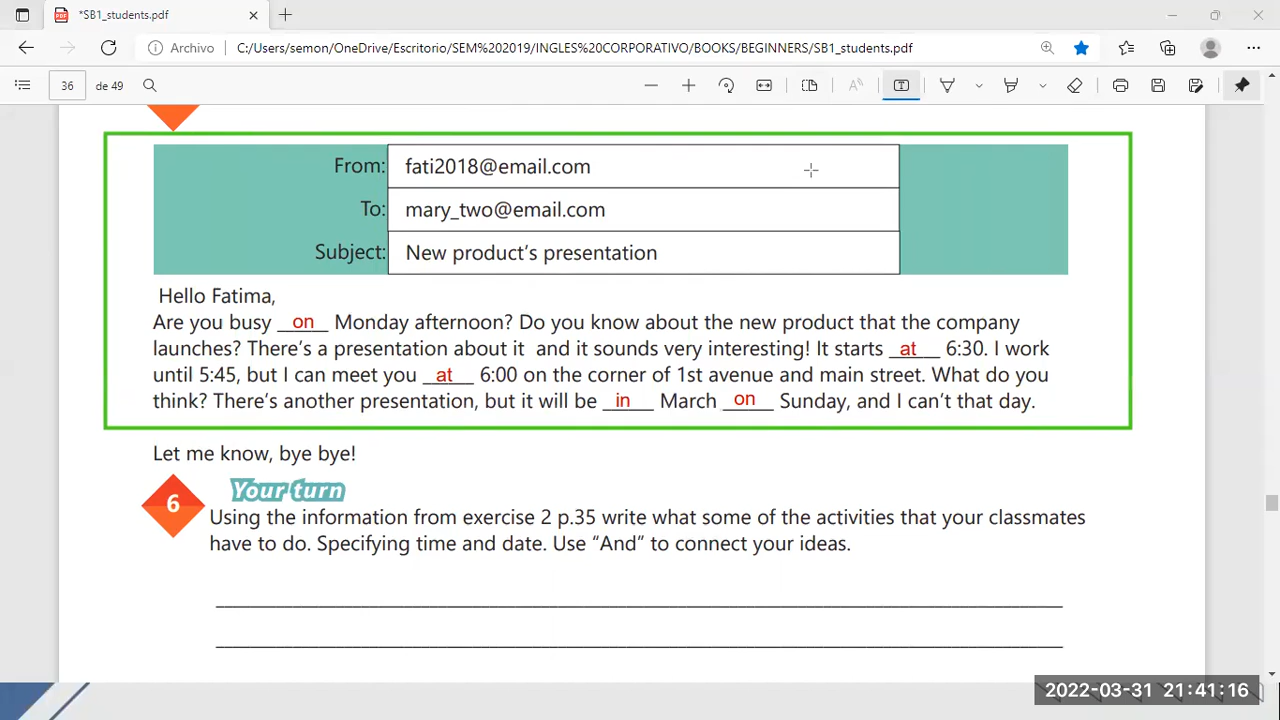 *SB1_students.pdf
Archivo
C:/Users/semon/OneDrive/Escritorio/SEM%202019/INGLES%20CORPORATIVO/BOOKS/BEGINNERS/SB1_students.pdf
36 de 49
From: fati2018@email.com
To: mary_two@email.com
Subject: New product's presentation
Hello Fatima,
Are you busy on Monday afternoon? Do you know about the new product that the company
launches? There's a presentation about it and it sounds very interesting! It starts at 6:30. I work
until 5:45, but I can meet you at 6:00 on the corner of 1st avenue and main street. What do you
think? There's another presentation, but it will be in March on Sunday, and I can't that day.
Let me know, bye bye!
6 Your turn
Using the information from exercise 2 p.35 write what some of the activities that your classmates
have to do. Specifying time and date. Use “And” to connect your ideas.
2022-03-31 21:41:16